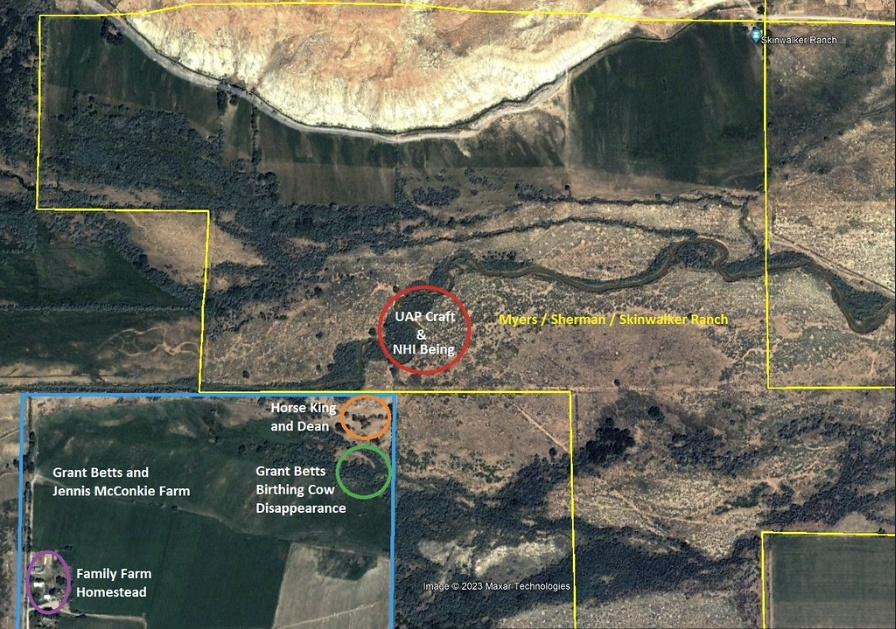 Skinwalker Ranch
UAP Craft
&
NHI Being
Myers / Sherman / Skinwalker Ranch
Horse King
and Dean
Grant Betts and
Jennis McConkie Farm
Grant Betts
Birthing Cow
Disappearance
Family Farm
Homestead
Image © 2023 Maxar Technologies